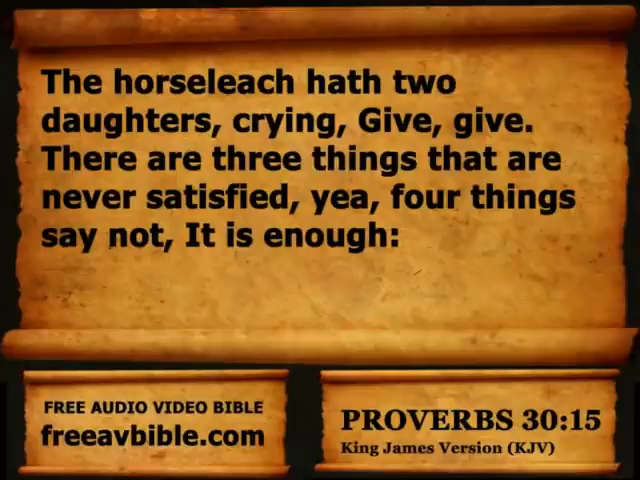 The horseleach hath two
daughters, crying, Give, give.
There are three things that are
never satisfied, yea, four things
say not, It is enough:
FREE AUDIO VIDEO BIBLE
freeavbible.com
PROVERBS 30:15
King James Version (KJV)